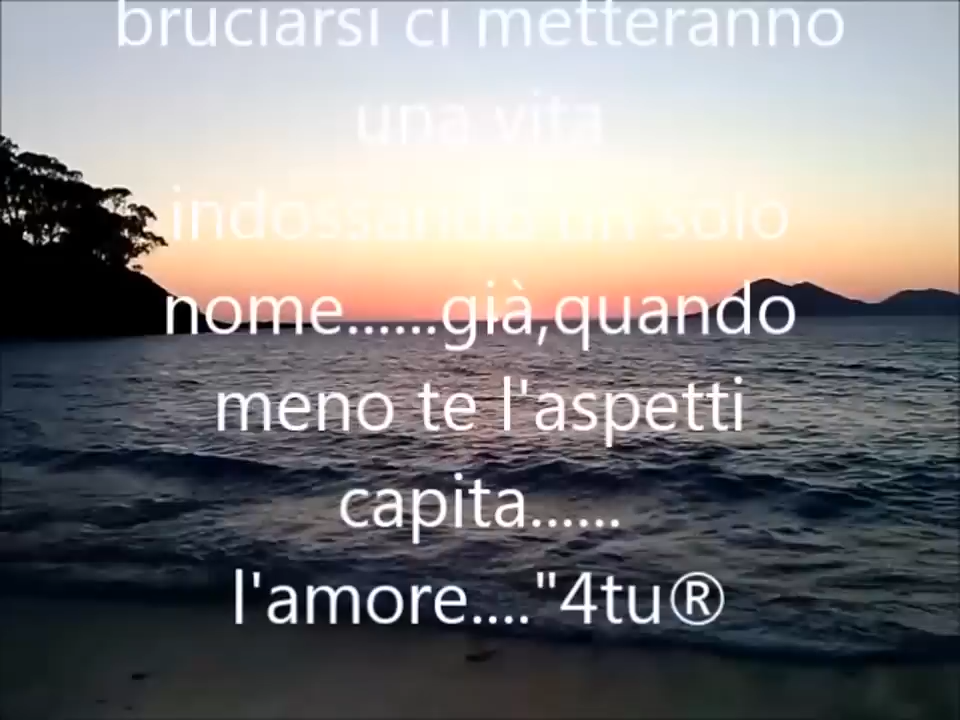 bruciarsi ci metteranno
una vita
indossando un solo
nome......già,quando
meno te l'aspetti
capita......
l'amore...."4tu®